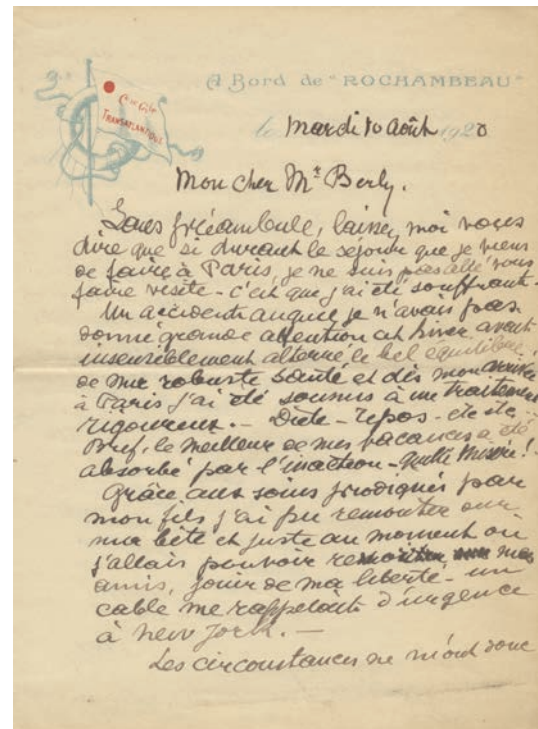 A Bord de "ROCHAMBEAU"
Cie Gle
TRANSATLANTIQUE
le mardi 10 août 1920
Mon cher Mr Berly.
Sans préambule, laissez moi vous
dire que si durant le séjour que je viens
de faire à Paris, je ne suis pas allé vous
faire visite - c'est que j'ai été souffrant -
Un accident auquel je n'avais pas
donné grande attention cet hiver avait
insensiblement altéré le bel équilibre
de ma robuste santé et dès mon arrivée
à Paris j'ai été soumis à un traitement
rigoureux. - Diète - repos - etc etc
Bref, le meilleur de mes vacances a été
absorbé par l'inaction - quelle misère!
Grâce aux soins prodigués par
mon fils j'ai pu remonter sur
ma bête et juste au moment où
j'allais pouvoir mes
amis, jouir de ma liberté - un
cable me rappelait d'urgence
à New York. -
Les circonstances ne m'ont donc